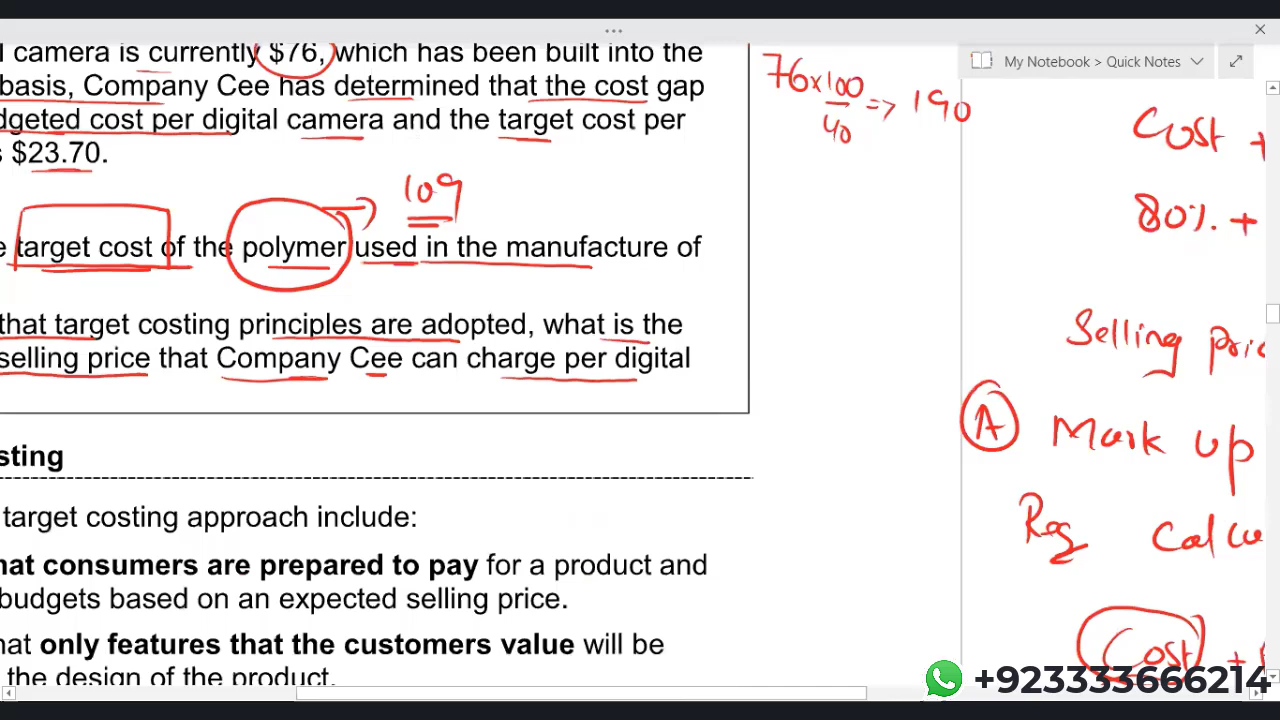 l camera is currently $76, which has been built into the
basis, Company Cee has determined that the cost gap
dgeted cost per digital camera and the target cost per
s $23.70.
76x100/40 => 190
My Notebook > Quick Notes
Cost +
80% +
109
e target cost of the polymer used in the manufacture of
that target costing principles are adopted, what is the
selling price that Company Cee can charge per digital
Selling pric
A Mark up
Req Calcu
Cost +
sting
target costing approach include:
hat consumers are prepared to pay for a product and
budgets based on an expected selling price.
hat only features that the customers value will be
the design of the product.
+923333666214